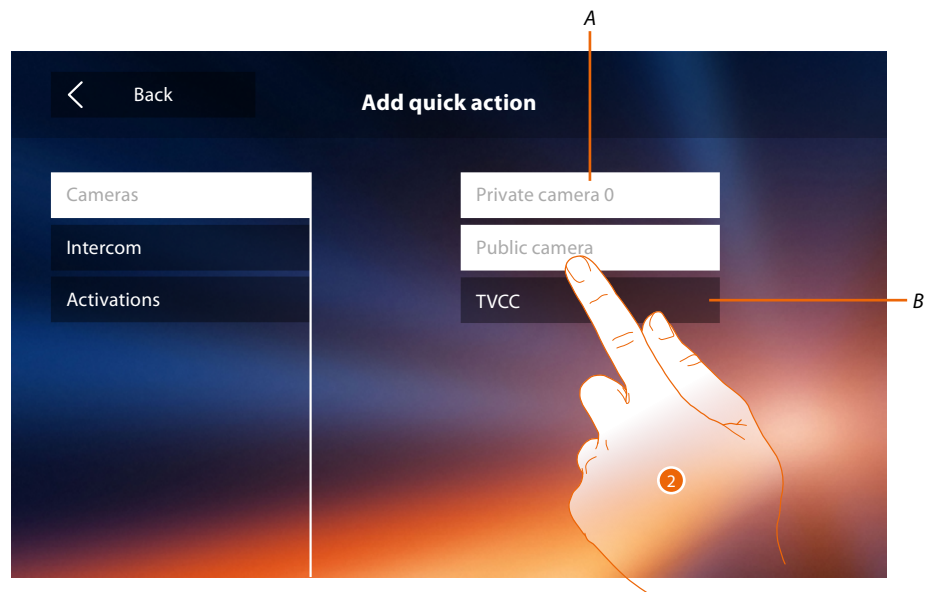 A
Back
Add quick action
Cameras
Private camera 0
Intercom
Public camera
Activations
TVCC
B
2